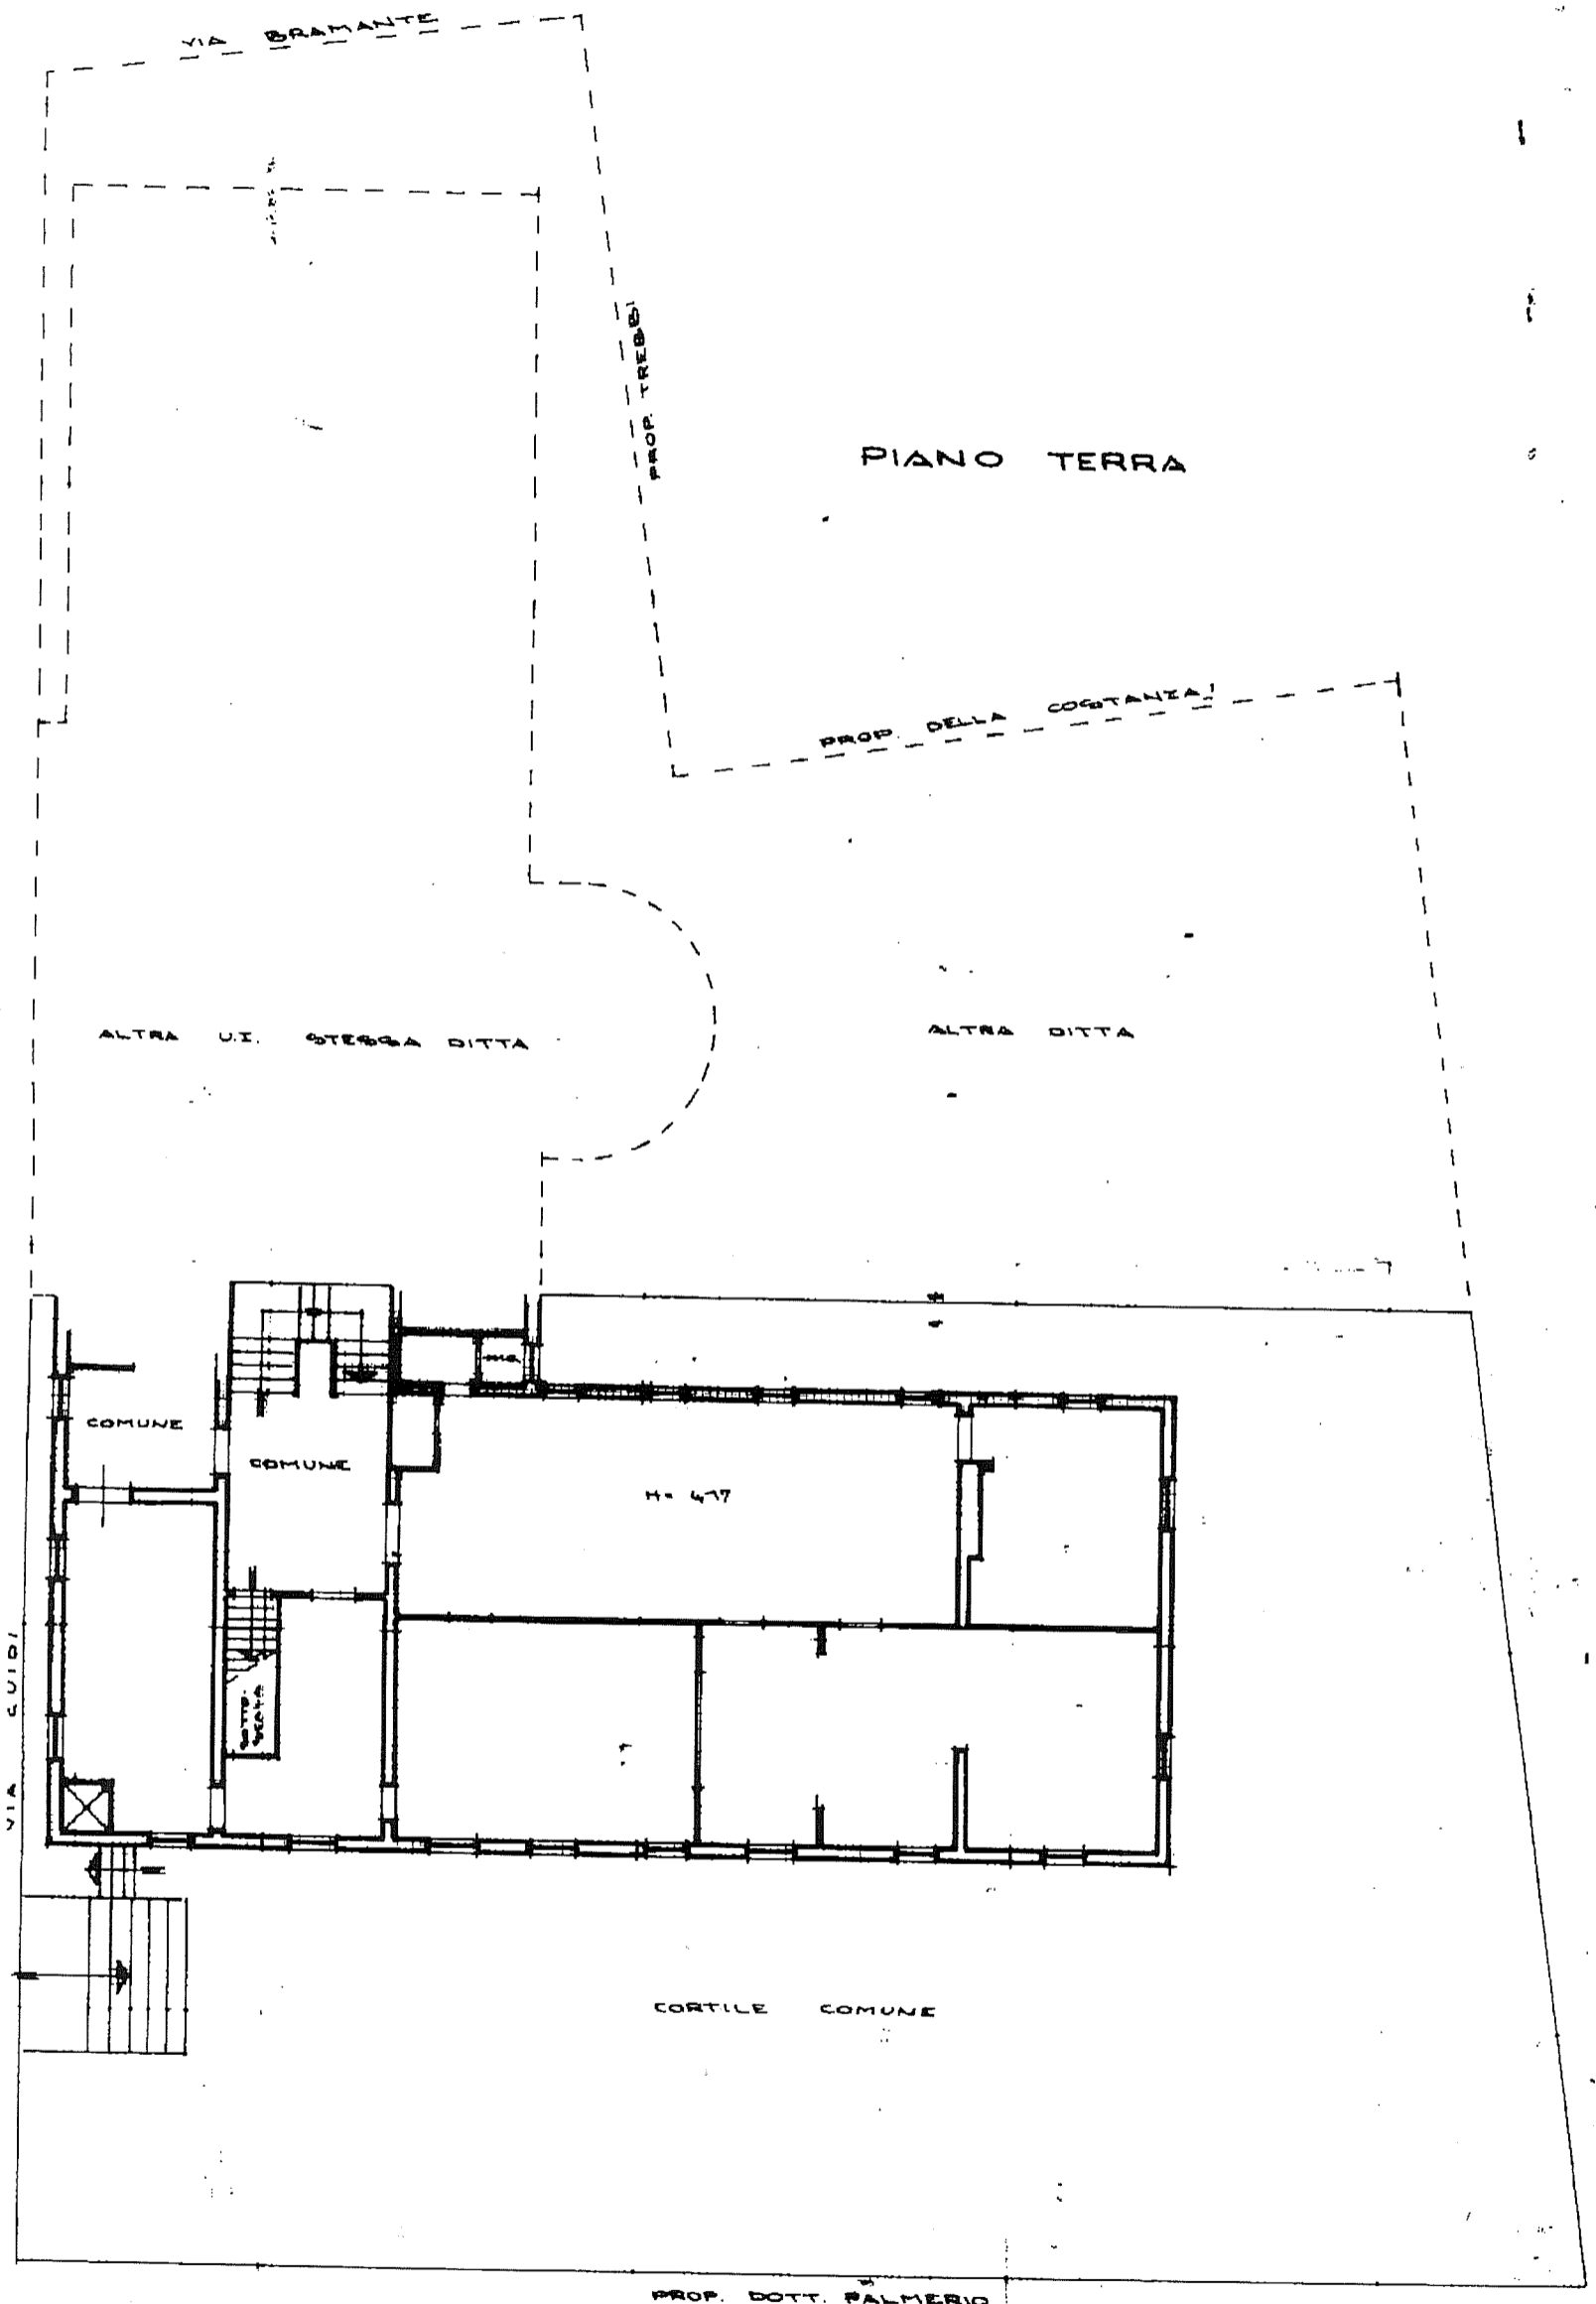 VIA BRAMANTE
PROP. TREBBI
PIANO TERRA
PROP. DELLA COSTANZA
ALTRA U.I. STESSA DITTA
ALTRA DITTA
COMUNE
COMUNE
H= 4,77
SOTTO-
SCALA
VIA GUIDI
CORTILE COMUNE
PROP. DOTT. PALMERIO